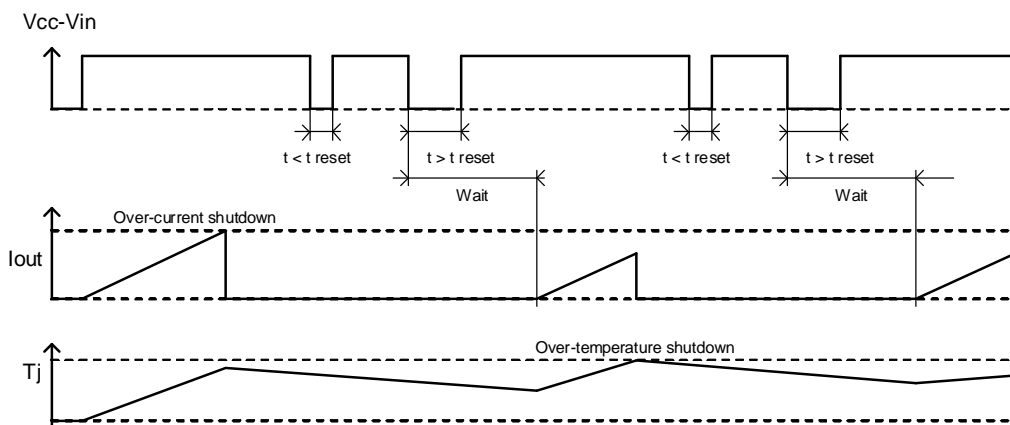 Vcc-Vin
t < t reset
t > t reset
t < t reset
t > t reset
Wait
Wait
Over-current shutdown
Iout
Over-temperature shutdown
Tj